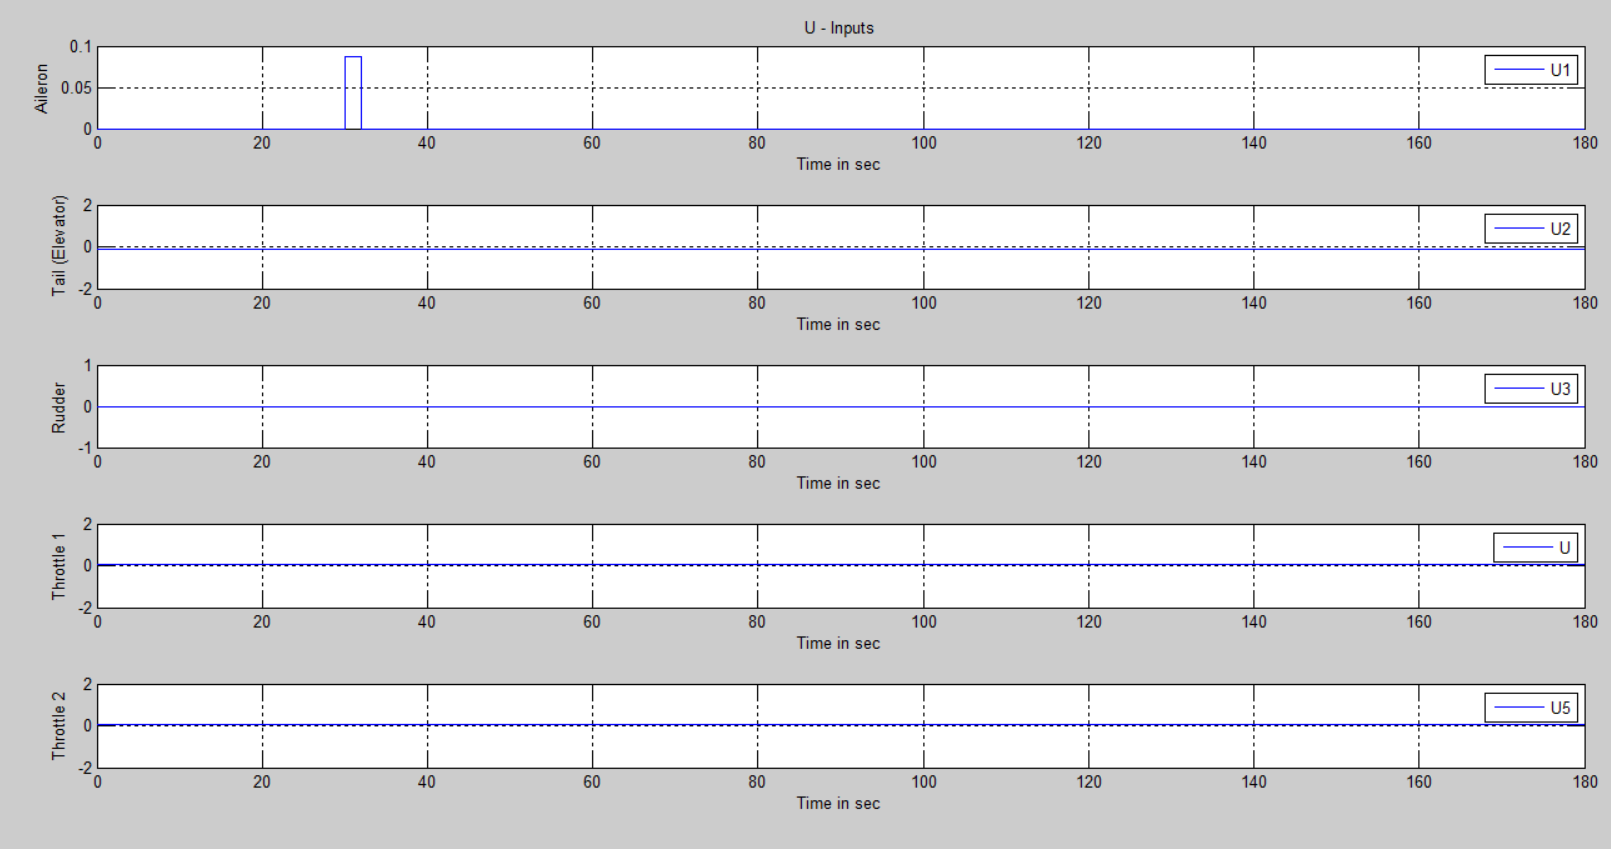 U - Inputs
Aileron
0.1
0.05
0
U1
0 20 40 60 80 100 120 140 160 180
Time in sec
Tail (Elevator)
2
0
-2
U2
0 20 40 60 80 100 120 140 160 180
Time in sec
Rudder
1
0
-1
U3
0 20 40 60 80 100 120 140 160 180
Time in sec
Throttle 1
2
0
-2
U
0 20 40 60 80 100 120 140 160 180
Time in sec
Throttle 2
2
0
-2
U5
0 20 40 60 80 100 120 140 160 180
Time in sec